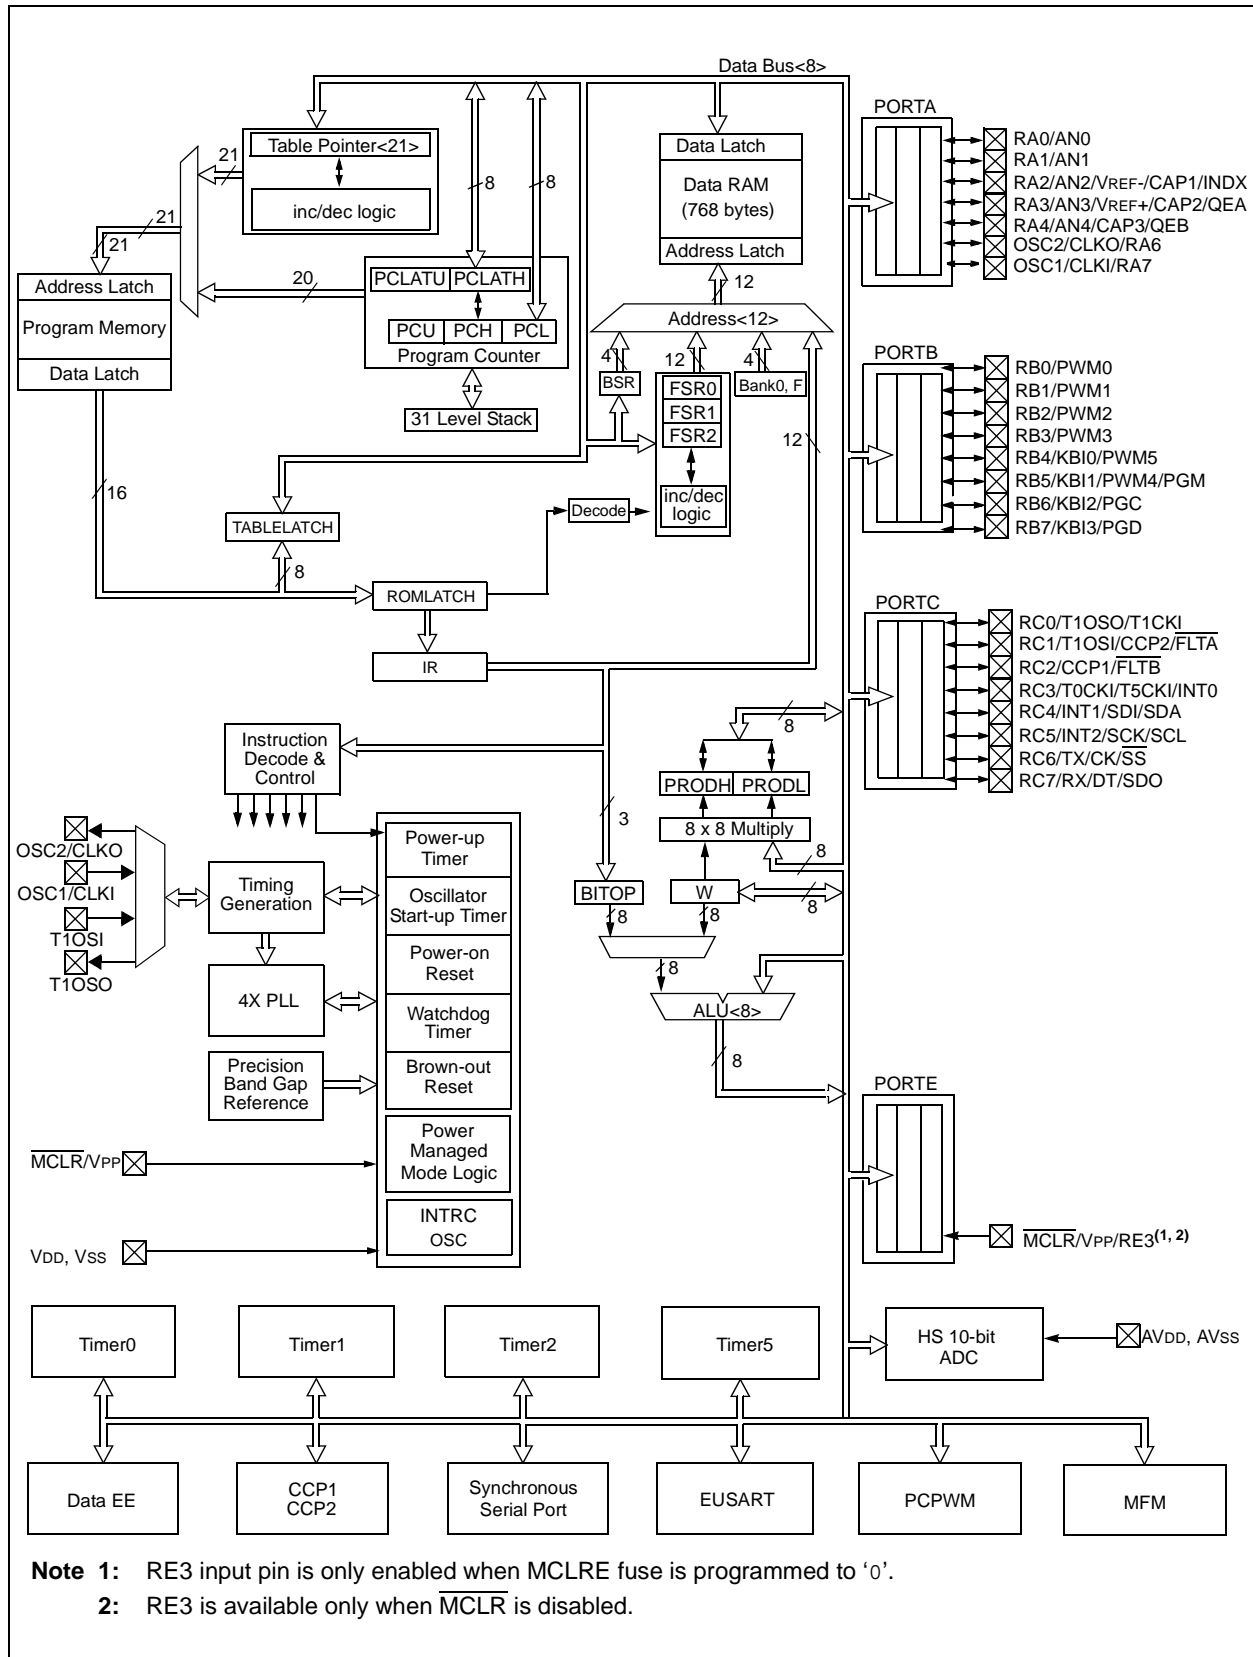 Data Bus<8>
PORTA
RA0/AN0
RA1/AN1
RA2/AN2/VREF-/CAP1/INDX
RA3/AN3/VREF+/CAP2/QEA
RA4/AN4/CAP3/QEB
OSC2/CLKO/RA6
OSC1/CLKI/RA7
21
Table Pointer<21>
inc/dec logic
8
8
Data Latch
Data RAM
(768 bytes)
Address Latch
21
21
20
12
PCLATU PCLATH
PCU PCH PCL
Program Counter
31 Level Stack
Address Latch
Program Memory
Data Latch
Address<12>
4
12
4
BSR
FSR0
FSR1
FSR2
Bank0, F
inc/dec
logic
12
PORTB
RB0/PWM0
RB1/PWM1
RB2/PWM2
RB3/PWM3
RB4/KBI0/PWM5
RB5/KBI1/PWM4/PGM
RB6/KBI2/PGC
RB7/KBI3/PGD
16
TABLELATCH
8
Decode
ROMLATCH
IR
PORTC
RC0/T1OSO/T1CKI
RC1/T1OSI/CCP2/FLTA
RC2/CCP1/FLTB
RC3/T0CKI/T5CKI/INT0
RC4/INT1/SDI/SDA
RC5/INT2/SCK/SCL
RC6/TX/CK/SS
RC7/RX/DT/SDO
8
Instruction
Decode &
Control
PRODH PRODL
3
8 x 8 Multiply
8
BITOP
W
8
8
8
8
ALU<8>
8
OSC2/CLKO
OSC1/CLKI
T1OSI
T1OSO
Timing
Generation
4X PLL
Precision
Band Gap
Reference
Power-up
Timer
Oscillator
Start-up Timer
Power-on
Reset
Watchdog
Timer
Brown-out
Reset
Power
Managed
Mode Logic
INTRC
OSC
MCLR/VPP
VDD, VSS
PORTE
MCLR/VPP/RE3(1, 2)
Timer0
Timer1
Timer2
Timer5
HS 10-bit
ADC
AVDD, AVSS
Data EE
CCP1
CCP2
Synchronous
Serial Port
EUSART
PCPWM
MFM
Note 1: RE3 input pin is only enabled when MCLRE fuse is programmed to ‘0’.
2: RE3 is available only when MCLR is disabled.